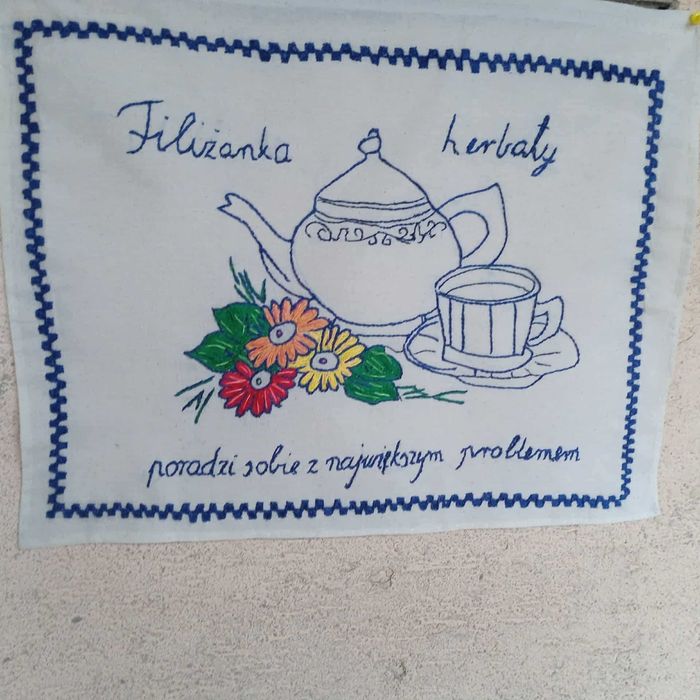 Filiżanka herbaty
poradzi sobie z największym problemem